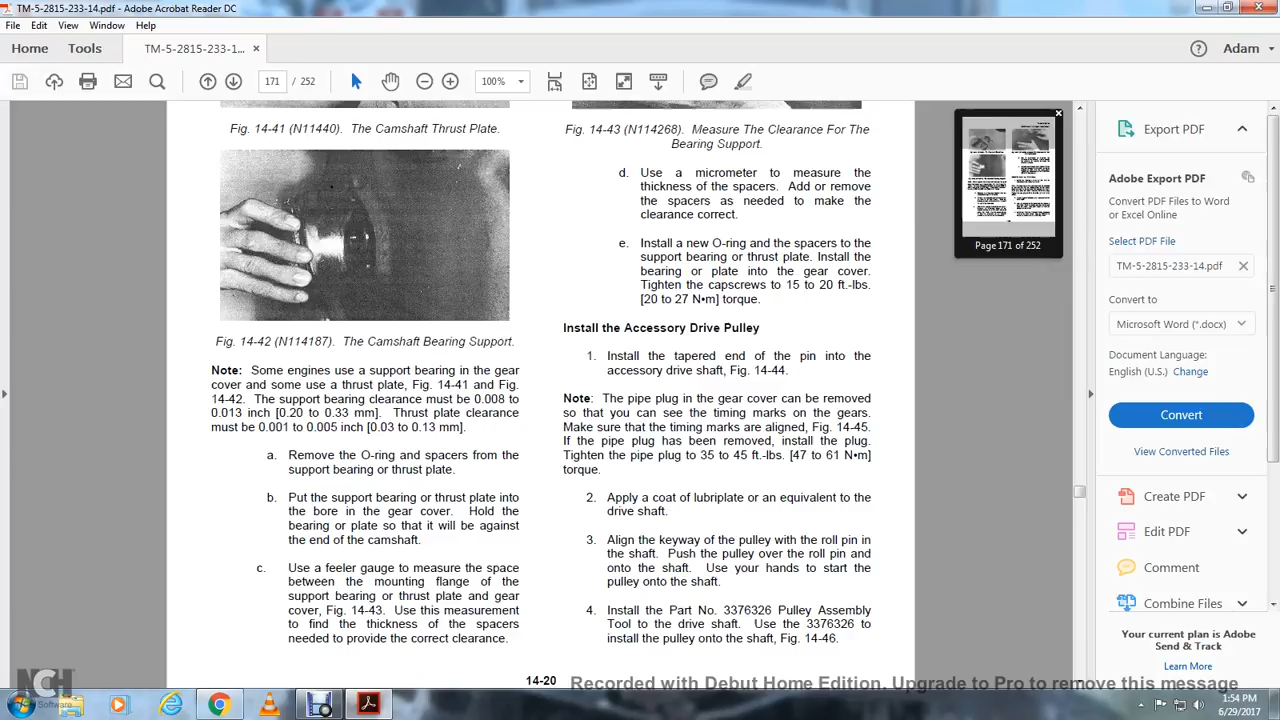 TM-5-2815-233-14.pdf - Adobe Acrobat Reader DC
File Edit View Window Help
Home Tools TM-5-2815-233-1... × Adam
171 / 252 100%
Fig. 14-41 (N11440). The Camshaft Thrust Plate.
Fig. 14-42 (N114187). The Camshaft Bearing Support.
Note: Some engines use a support bearing in the gear
cover and some use a thrust plate, Fig. 14-41 and Fig.
14-42. The support bearing clearance must be 0.008 to
0.013 inch [0.20 to 0.33 mm]. Thrust plate clearance
must be 0.001 to 0.005 inch [0.03 to 0.13 mm].
a. Remove the O-ring and spacers from the
support bearing or thrust plate.
b. Put the support bearing or thrust plate into
the bore in the gear cover. Hold the
bearing or plate so that it will be against
the end of the camshaft.
c. Use a feeler gauge to measure the space
between the mounting flange of the
support bearing or thrust plate and gear
cover, Fig. 14-43. Use this measurement
to find the thickness of the spacers
needed to provide the correct clearance.
Fig. 14-43 (N114268). Measure The Clearance For The
Bearing Support.
d. Use a micrometer to measure the
thickness of the spacers. Add or remove
the spacers as needed to make the
clearance correct.
e. Install a new O-ring and the spacers to the
support bearing or thrust plate. Install the
bearing or plate into the gear cover.
Tighten the capscrews to 15 to 20 ft.-lbs.
[20 to 27 N•m] torque.
Install the Accessory Drive Pulley
1. Install the tapered end of the pin into the
accessory drive shaft, Fig. 14-44.
Note: The pipe plug in the gear cover can be removed
so that you can see the timing marks on the gears.
Make sure that the timing marks are aligned, Fig. 14-45.
If the pipe plug has been removed, install the plug.
Tighten the pipe plug to 35 to 45 ft.-lbs. [47 to 61 N•m]
torque.
2. Apply a coat of lubriplate or an equivalent to the
drive shaft.
3. Align the keyway of the pulley with the roll pin in
the shaft. Push the pulley over the roll pin and
onto the shaft. Use your hands to start the
pulley onto the shaft.
4. Install the Part No. 3376326 Pulley Assembly
Tool to the drive shaft. Use the 3376326 to
install the pulley onto the shaft, Fig. 14-46.
14-20
Page 171 of 252
Export PDF
Adobe Export PDF
Convert PDF Files to Word
or Excel Online
Select PDF File
TM-5-2815-233-14.pdf
Convert to
Microsoft Word (*.docx)
Document Language:
English (U.S.) Change
Convert
View Converted Files
Create PDF
Edit PDF
Comment
Combine Files
Your current plan is Adobe
Send & Track
Learn More
Recorded with Debut Home Edition. Upgrade to Pro to remove this message
NCH
Software
1:54 PM
6/29/2017